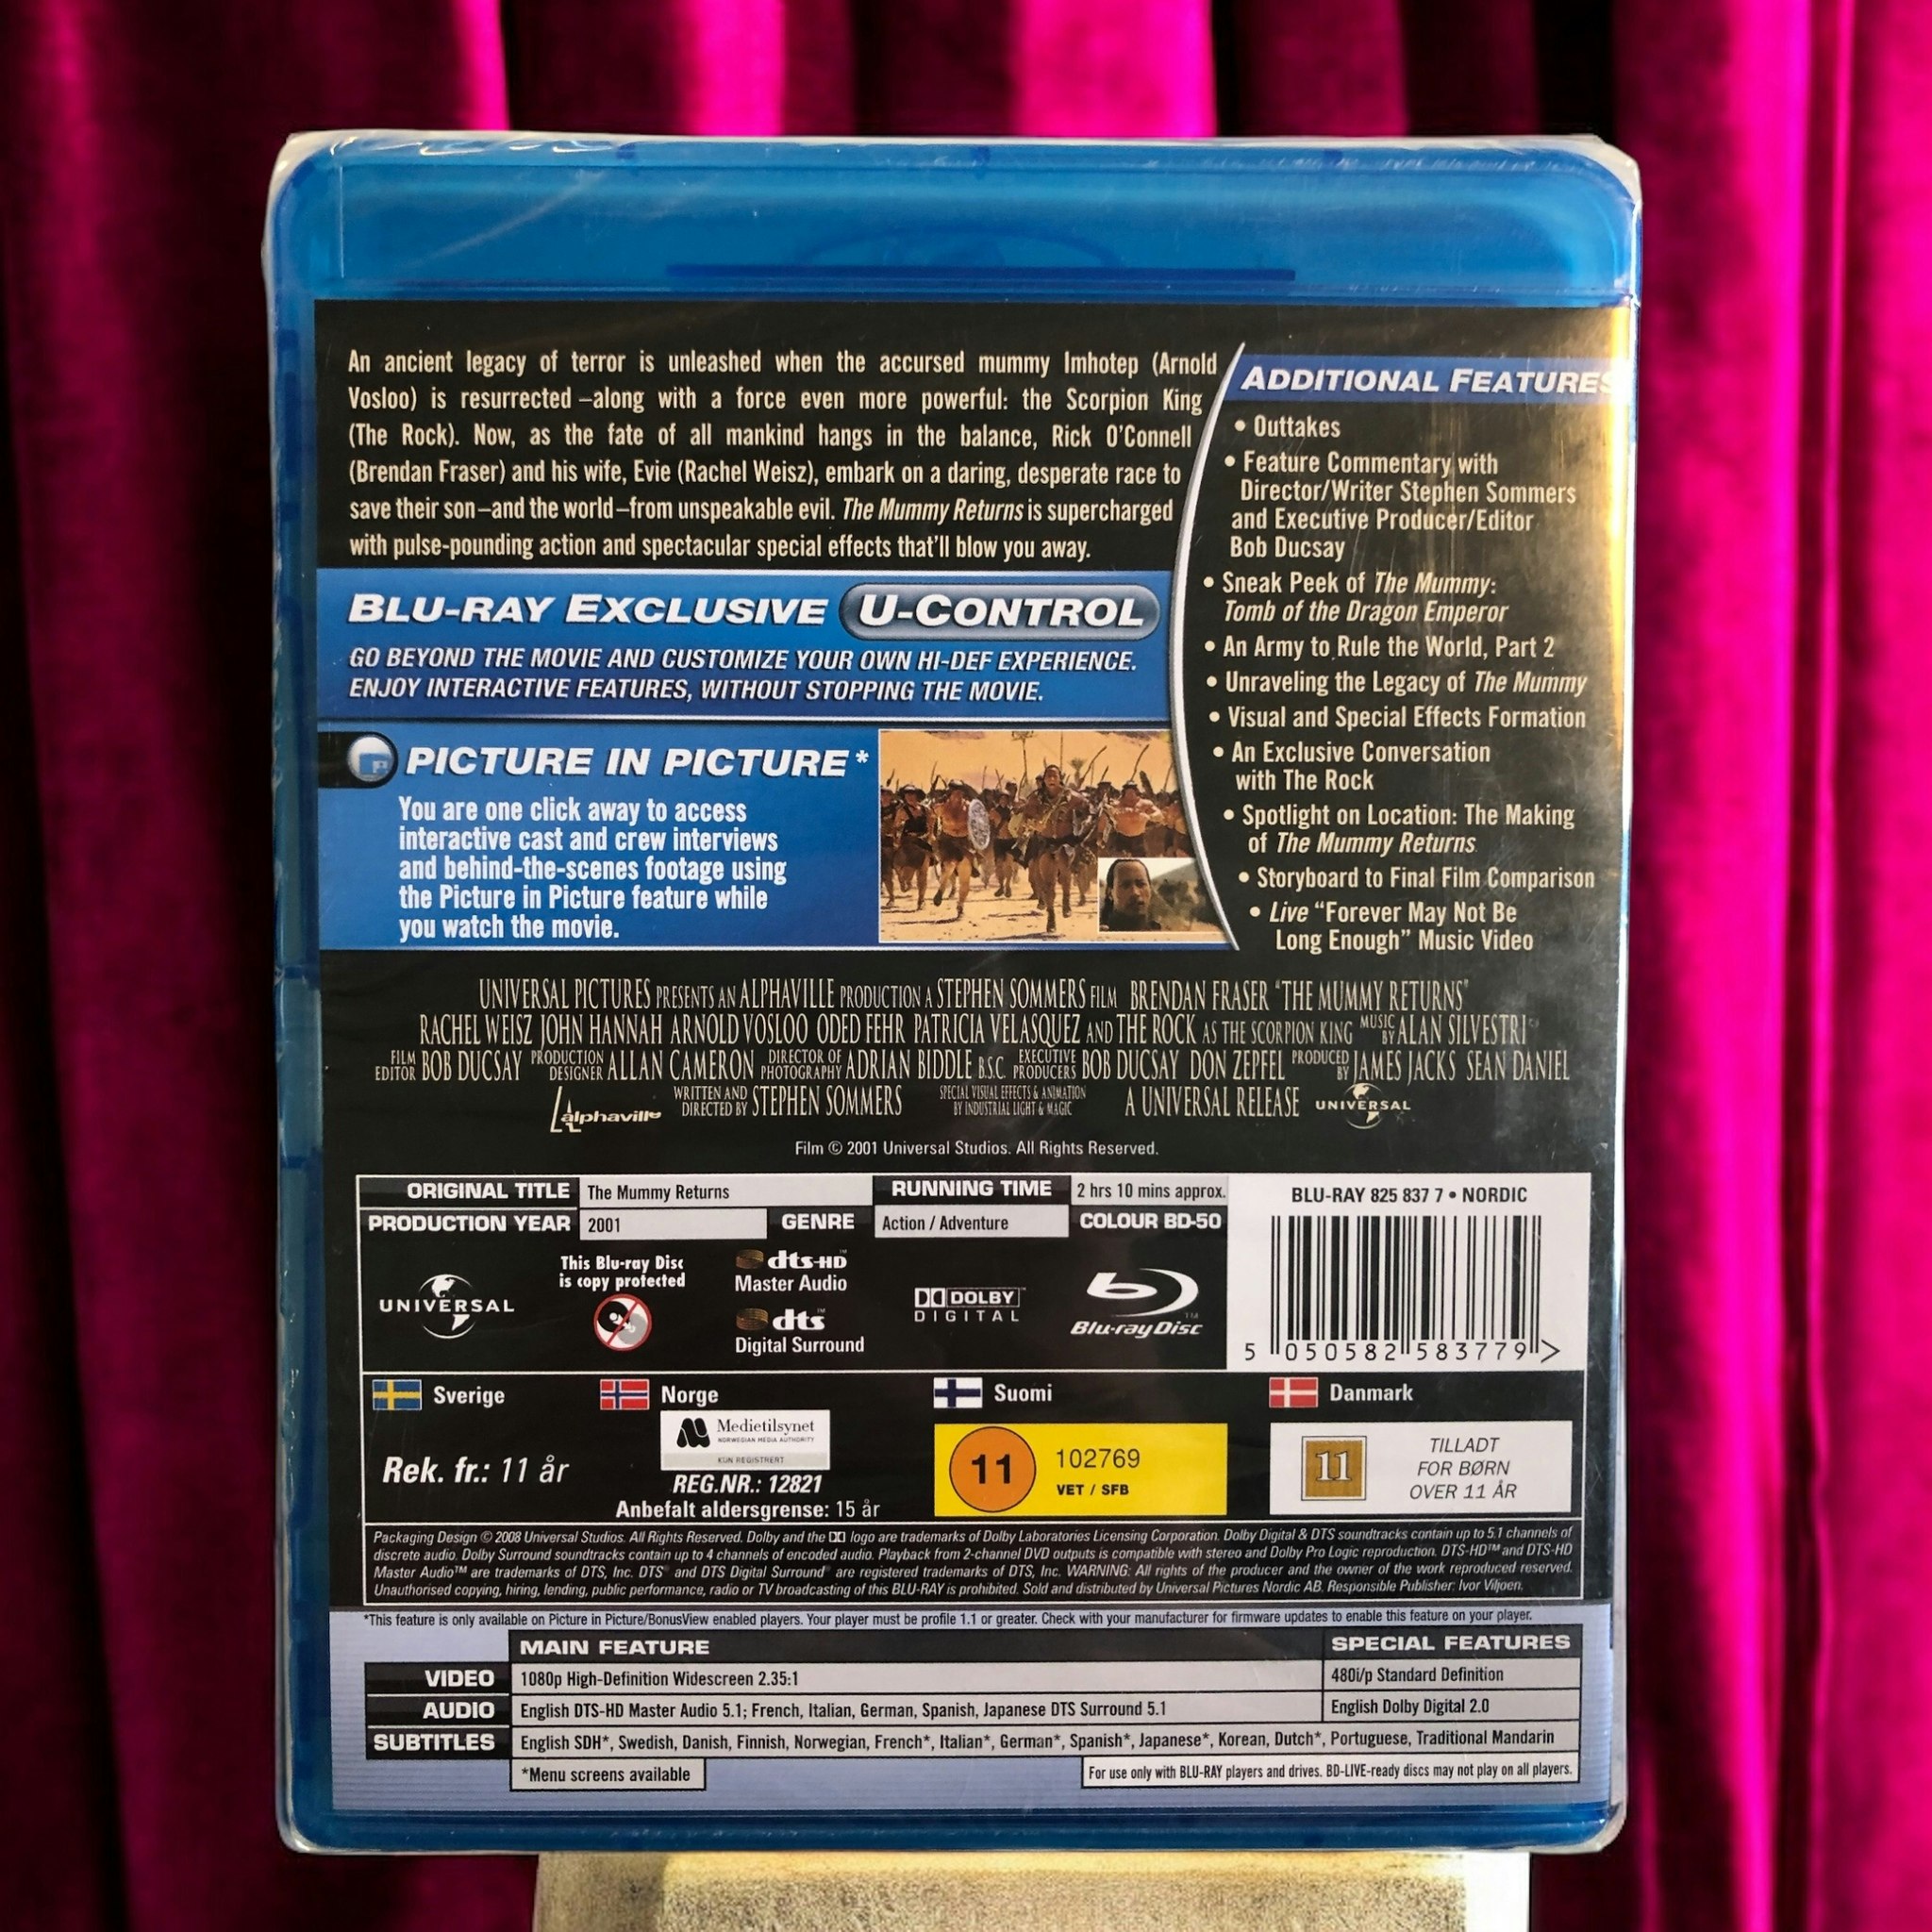 An ancient legacy of terror is unleashed when the accursed mummy Imhotep (Arnold
Vosloo) is resurrected –along with a force even more powerful: the Scorpion King
(The Rock). Now, as the fate of all mankind hangs in the balance, Rick O'Connell
(Brendan Fraser) and his wife, Evie (Rachel Weisz), embark on a daring, desperate race to
save their son–and the world–from unspeakable evil. The Mummy Returns is supercharged
with pulse-pounding action and spectacular special effects that'll blow you away.
BLU-RAY EXCLUSIVE U-CONTROL
GO BEYOND THE MOVIE AND CUSTOMIZE YOUR OWN HI-DEF EXPERIENCE.
ENJOY INTERACTIVE FEATURES, WITHOUT STOPPING THE MOVIE.
PICTURE IN PICTURE*
You are one click away to access
interactive cast and crew interviews
and behind-the-scenes footage using
the Picture in Picture feature while
you watch the movie.
ADDITIONAL FEATURES
• Outtakes
• Feature Commentary with
Director/Writer Stephen Sommers
and Executive Producer/Editor
Bob Ducsay
• Sneak Peek of The Mummy:
Tomb of the Dragon Emperor
• An Army to Rule the World, Part 2
• Unraveling the Legacy of The Mummy
• Visual and Special Effects Formation
• An Exclusive Conversation
with The Rock
• Spotlight on Location: The Making
of The Mummy Returns
• Storyboard to Final Film Comparison
• Live "Forever May Not Be
Long Enough" Music Video
UNIVERSAL PICTURES PRESENTS AN ALPHAVILLE PRODUCTION A STEPHEN SOMMERS FILM BRENDAN FRASER "THE MUMMY RETURNS"
RACHEL WEISZ JOHN HANNAH ARNOLD VOSLOO ODED FEHR PATRICIA VELASQUEZ AND THE ROCK AS THE SCORPION KING MUSIC BY ALAN SILVESTRI
FILM EDITOR BOB DUCSAY PRODUCTION DESIGNER ALLAN CAMERON DIRECTOR OF PHOTOGRAPHY ADRIAN BIDDLE B.S.C. EXECUTIVE PRODUCERS BOB DUCSAY DON ZEPFEL PRODUCED BY JAMES JACKS SEAN DANIEL
alphaville WRITTEN AND DIRECTED BY STEPHEN SOMMERS SPECIAL VISUAL EFFECTS & ANIMATION BY INDUSTRIAL LIGHT & MAGIC A UNIVERSAL RELEASE UNIVERSAL
Film © 2001 Universal Studios. All Rights Reserved.
ORIGINAL TITLE The Mummy Returns RUNNING TIME 2 hrs 10 mins approx.
PRODUCTION YEAR 2001 GENRE Action / Adventure COLOUR BD-50
BLU-RAY 825 837 7 • NORDIC
UNIVERSAL
This Blu-ray Disc
is copy protected
dts-HD™
Master Audio
dts™
Digital Surround
DOLBY™
DIGITAL
Blu-ray Disc™
5 050582 583779 >
Sverige
Rek. fr.: 11 år
Norge
Medietilsynet
NORWEGIAN MEDIA AUTHORITY
KUN REGISTRERT
REG.NR.: 12821
Anbefalt aldersgrense: 15 år
Suomi
11 102769
VET / SFB
Danmark
11
TILLADT
FOR BØRN
OVER 11 ÅR
Packaging Design © 2008 Universal Studios. All Rights Reserved. Dolby and the DD logo are trademarks of Dolby Laboratories Licensing Corporation. Dolby Digital & DTS soundtracks contain up to 5.1 channels of
discrete audio. Dolby Surround soundtracks contain up to 4 channels of encoded audio. Playback from 2-channel DVD outputs is compatible with stereo and Dolby Pro Logic reproduction. DTS-HD™ and DTS-HD
Master Audio™ are trademarks of DTS, Inc. DTS® and DTS Digital Surround® are registered trademarks of DTS, Inc. WARNING: All rights of the producer and the owner of the work reproduced reserved.
Unauthorised copying, hiring, lending, public performance, radio or TV broadcasting of this BLU-RAY is prohibited. Sold and distributed by Universal Pictures Nordic AB. Responsible Publisher: Ivor Viljoen.
*This feature is only available on Picture in Picture/BonusView enabled players. Your player must be profile 1.1 or greater. Check with your manufacturer for firmware updates to enable this feature on your player.
MAIN FEATURE SPECIAL FEATURES
VIDEO 1080p High-Definition Widescreen 2.35:1 480i/p Standard Definition
AUDIO English DTS-HD Master Audio 5.1; French, Italian, German, Spanish, Japanese DTS Surround 5.1 English Dolby Digital 2.0
SUBTITLES English SDH*, Swedish, Danish, Finnish, Norwegian, French*, Italian*, German*, Spanish*, Japanese*, Korean, Dutch*, Portuguese, Traditional Mandarin
*Menu screens available
For use only with BLU-RAY players and drives. BD-LIVE-ready discs may not play on all players.